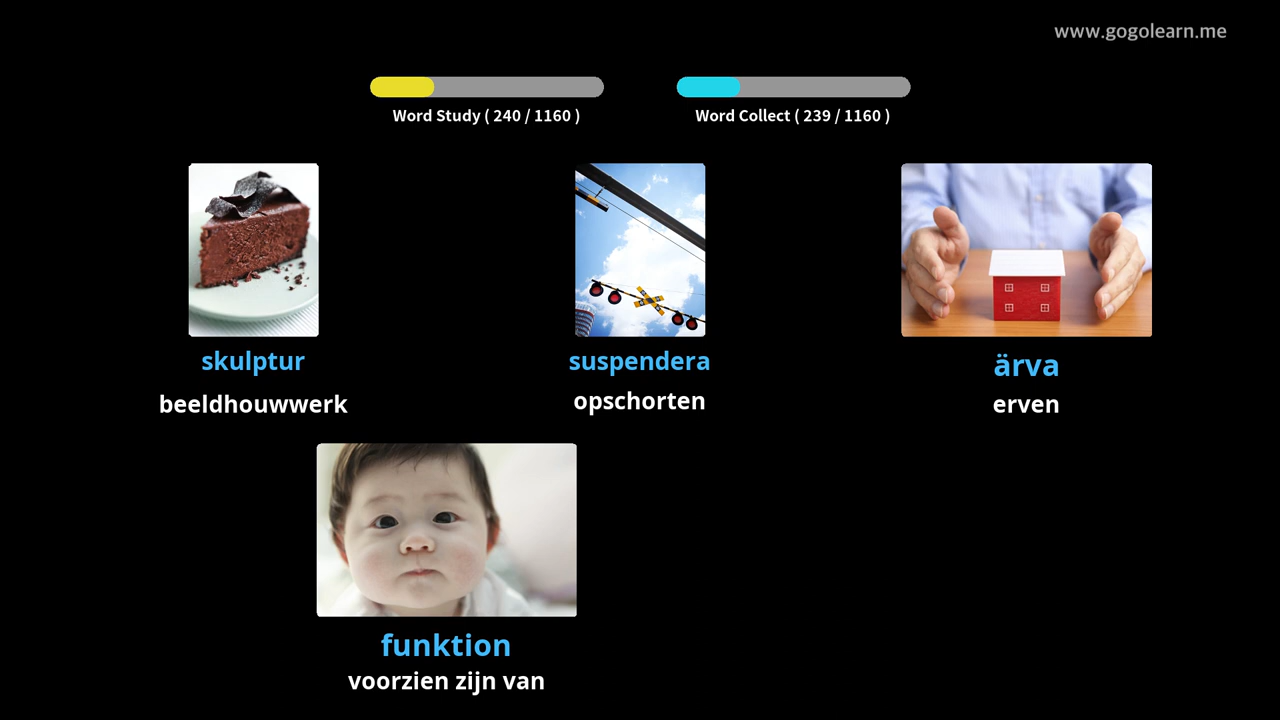 www.gogolearn.me
Word Study ( 240 / 1160 )
Word Collect ( 239 / 1160 )
skulptur
beeldhouwwerk
suspendera
opschorten
ärva
erven
funktion
voorzien zijn van